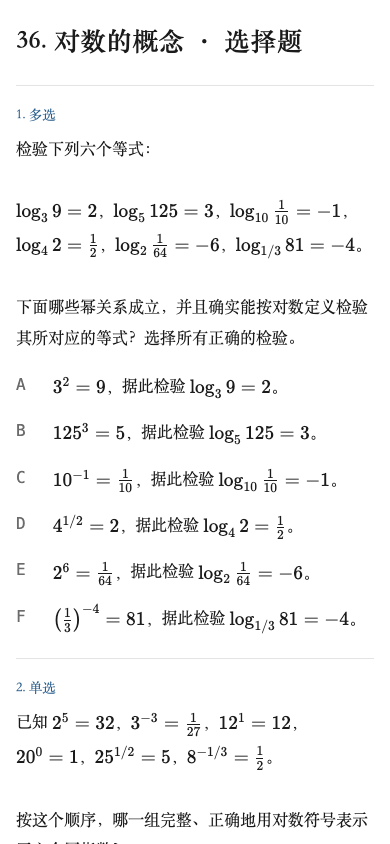 36. 对数的概念 · 选择题
1. 多选
检验下列六个等式：
log₃ 9 = 2, log₅ 125 = 3, log₁₀ 1/10 = −1,
log₄ 2 = 1/2, log₂ 1/64 = −6, log₁/₃ 81 = −4。
下面哪些幂关系成立，并且确实能按对数定义检验
其所对应的等式？选择所有正确的检验。
A 3² = 9，据此检验 log₃ 9 = 2。
B 125³ = 5，据此检验 log₅ 125 = 3。
C 10⁻¹ = 1/10，据此检验 log₁₀ 1/10 = −1。
D 4^{1/2} = 2，据此检验 log₄ 2 = 1/2。
E 2⁶ = 1/64，据此检验 log₂ 1/64 = −6。
F (1/3)⁻⁴ = 81，据此检验 log₁/₃ 81 = −4。
2. 单选
已知 2⁵ = 32, 3⁻³ = 1/27, 12¹ = 12,
20⁰ = 1, 25^{1/2} = 5, 8^{−1/3} = 1/2。
按这个顺序，哪一组完整、正确地用对数符号表示